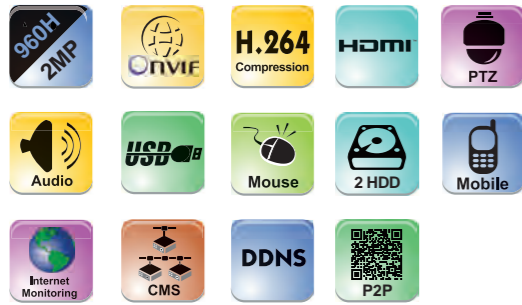 960H
2MP
ONVIF
H.264
Compression
HDMI
PTZ
Audio
USB
Mouse
2 HDD
Mobile
Internet
Monitoring
CMS
DDNS
P2P